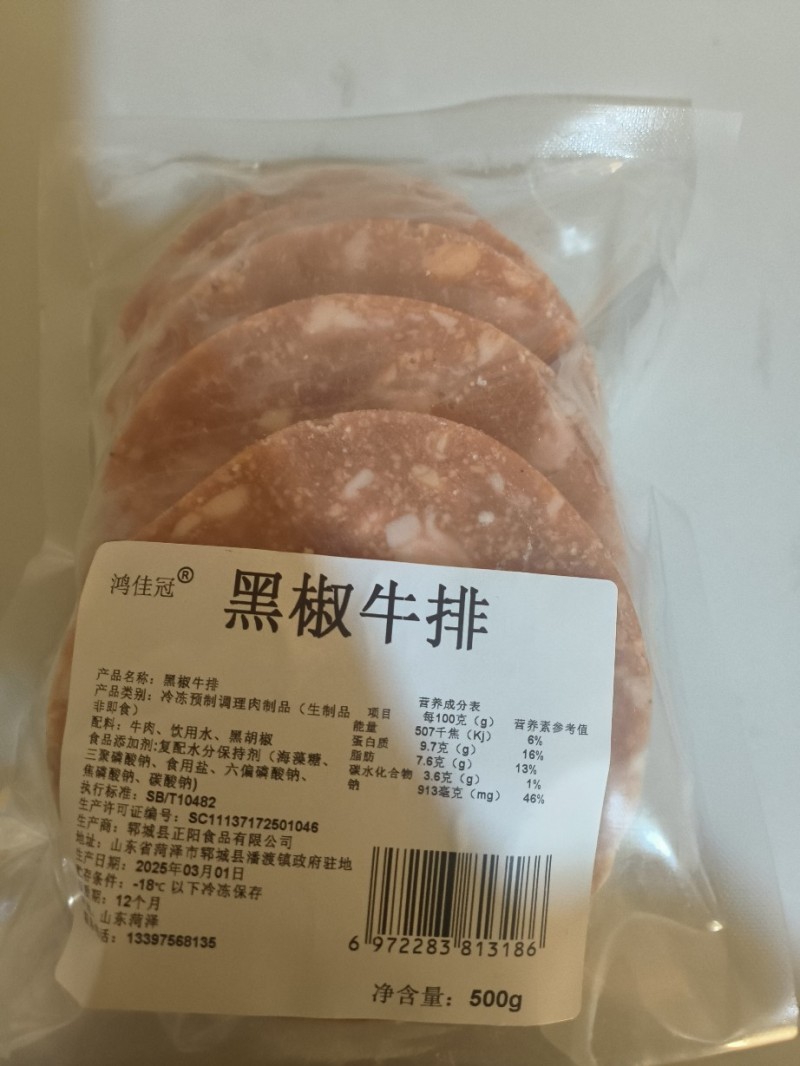 鸿佳冠®
黑椒牛排
产品名称：黑椒牛排
产品类别：冷冻预制调理肉制品（生制品
非即食）
配料：牛肉、饮用水、黑胡椒
食品添加剂:复配水分保持剂（海藻糖、
三聚磷酸钠、食用盐、六偏磷酸钠、
焦磷酸钠、碳酸钠)
执行标准：SB/T10482
生产许可证编号：SC11137172501046
生产商：郓城县正阳食品有限公司
地址：山东省菏泽市郓城县潘渡镇政府驻地
生产日期：2025年03月01日
条件：-18℃以下冷冻保存
期：12个月
山东菏泽
话：13397568135
营养成分表
项目 每100克（g） 营养素参考值
能量 507千焦（Kj） 6%
蛋白质 9.7克（g） 16%
脂肪 7.6克（g） 13%
碳水化合物 3.6克（g） 1%
钠 913毫克（mg） 46%
6 972283 813186
净含量：500g